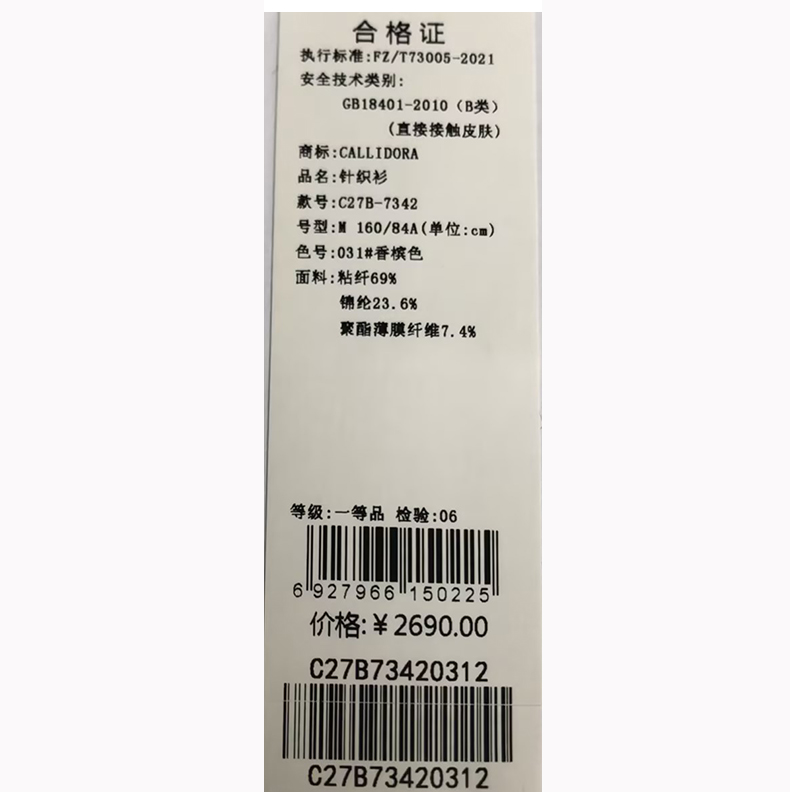 合格证
执行标准:FZ/T73005-2021
安全技术类别:
GB18401-2010（B类）
(直接接触皮肤)
商标:CALLIDORA
品名:针织衫
款号:C27B-7342
号型:M 160/84A(单位:cm)
色号:031#香槟色
面料:粘纤69%
锦纶23.6%
聚酯薄膜纤维7.4%
等级:一等品 检验:06
6 927966 150225
价格:¥2690.00
C27B73420312
C27B73420312